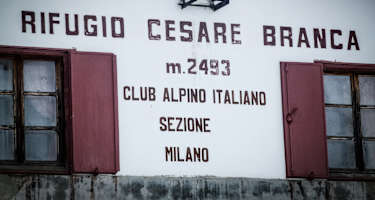 RIFUGIO CESARE BRANCA
m.2493
CLUB ALPINO ITALIANO
SEZIONE
MILANO